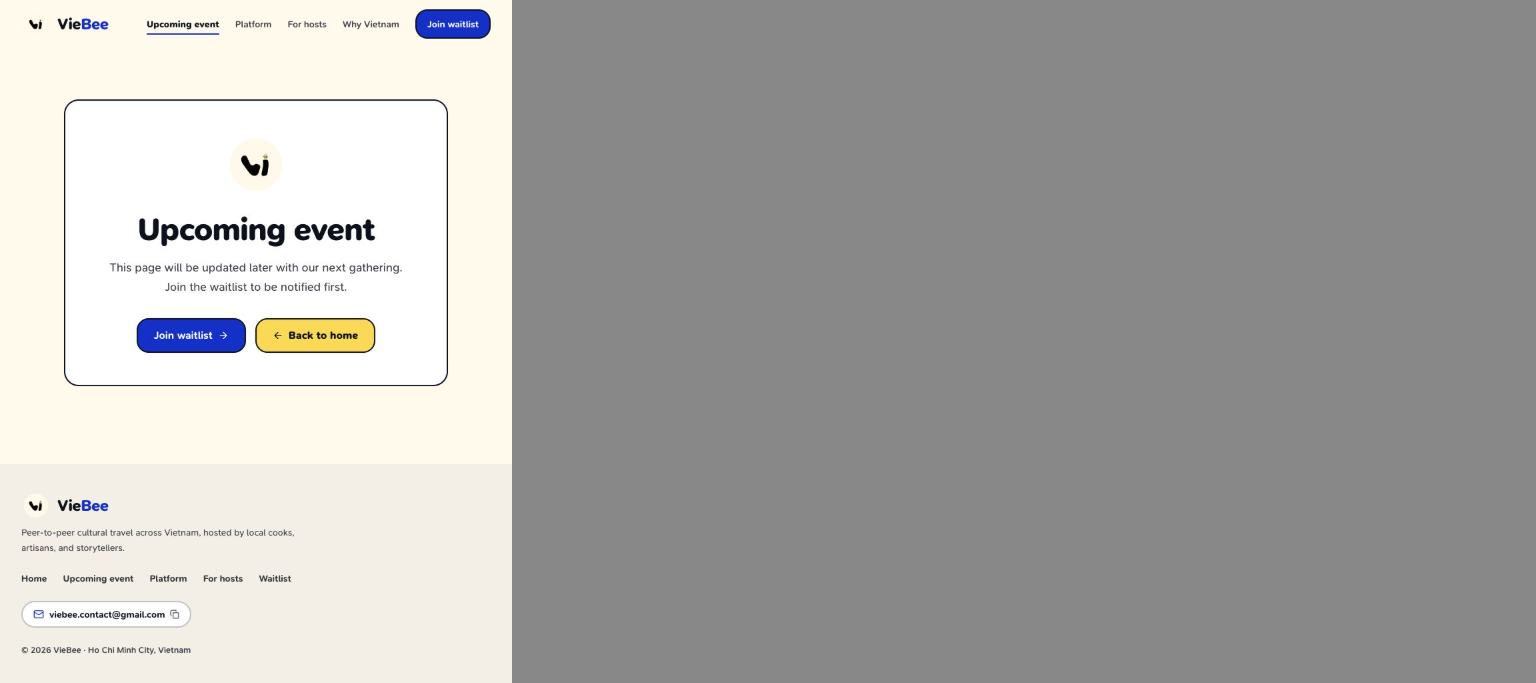 Vi VieBee Upcoming event Platform For hosts Why Vietnam Join waitlist
Vi
Upcoming event
This page will be updated later with our next gathering.
Join the waitlist to be notified first.
Join waitlist → ← Back to home
Vi VieBee
Peer-to-peer cultural travel across Vietnam, hosted by local cooks,
artisans, and storytellers.
Home Upcoming event Platform For hosts Waitlist
viebee.contact@gmail.com
© 2026 VieBee · Ho Chi Minh City, Vietnam